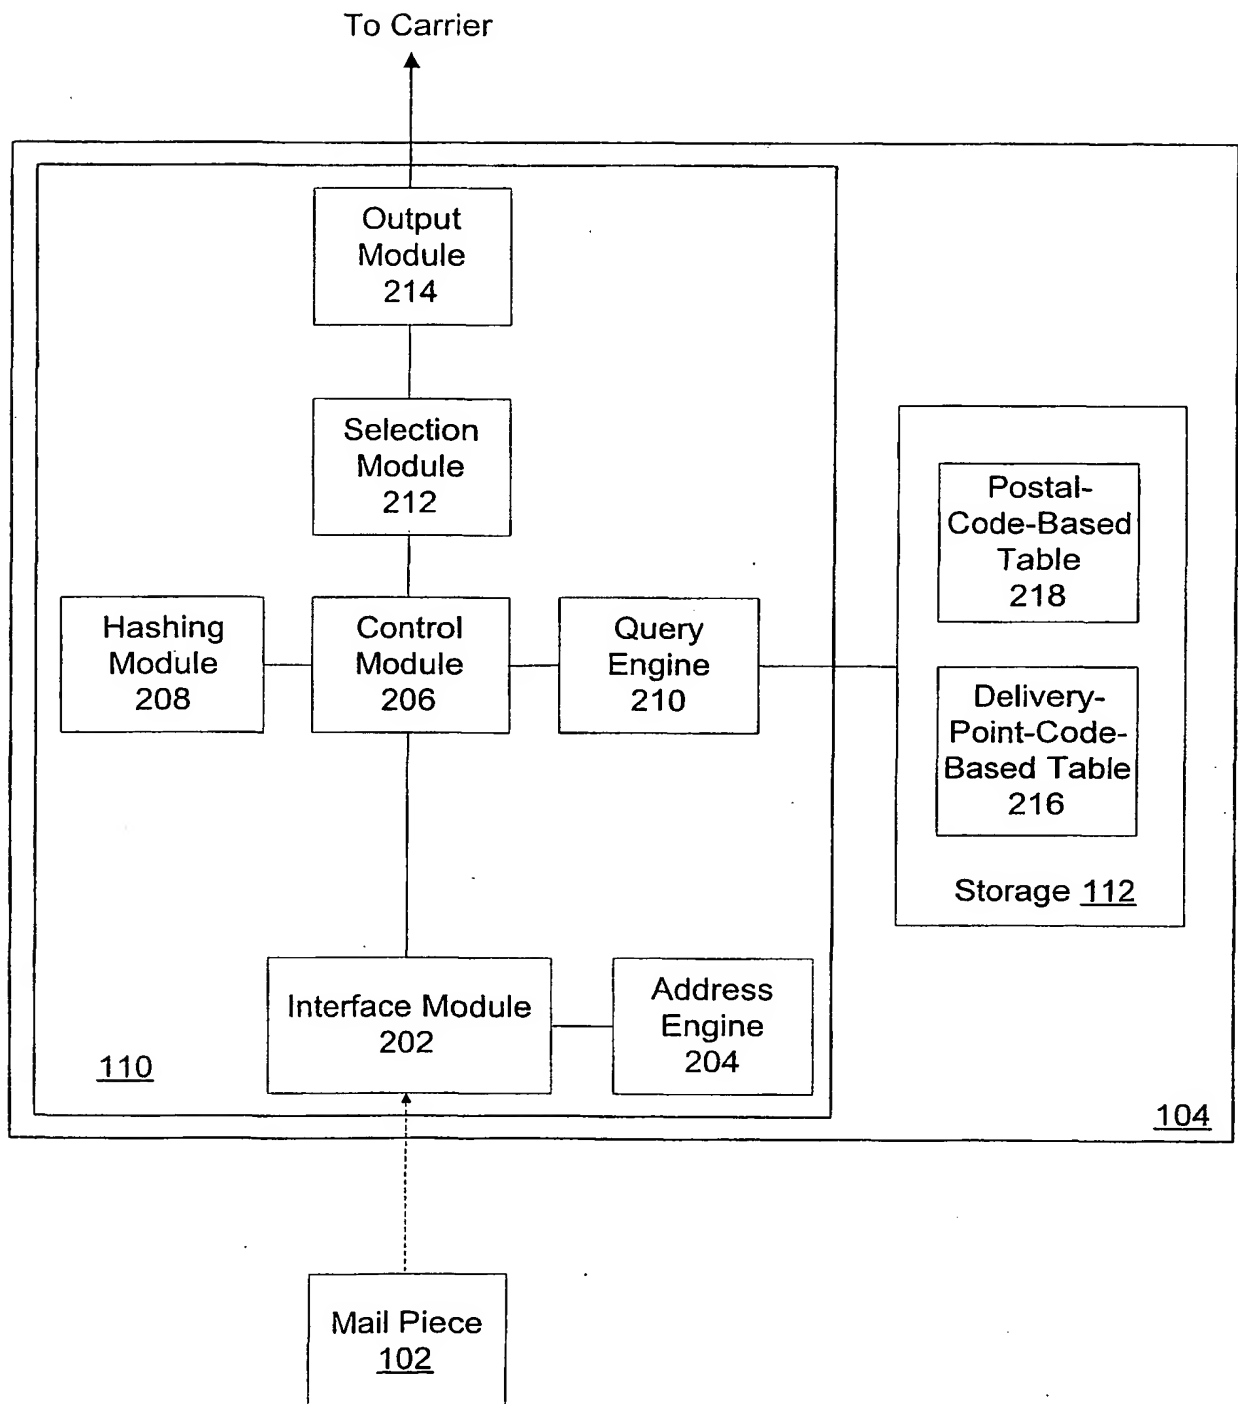 To Carrier
Output
Module
214
Selection
Module
212
Postal-
Code-Based
Table
218
Hashing
Module
208
Control
Module
206
Query
Engine
210
Delivery-
Point-Code-
Based Table
216
Storage 112
Interface Module
202
Address
Engine
204
110
104
Mail Piece
102